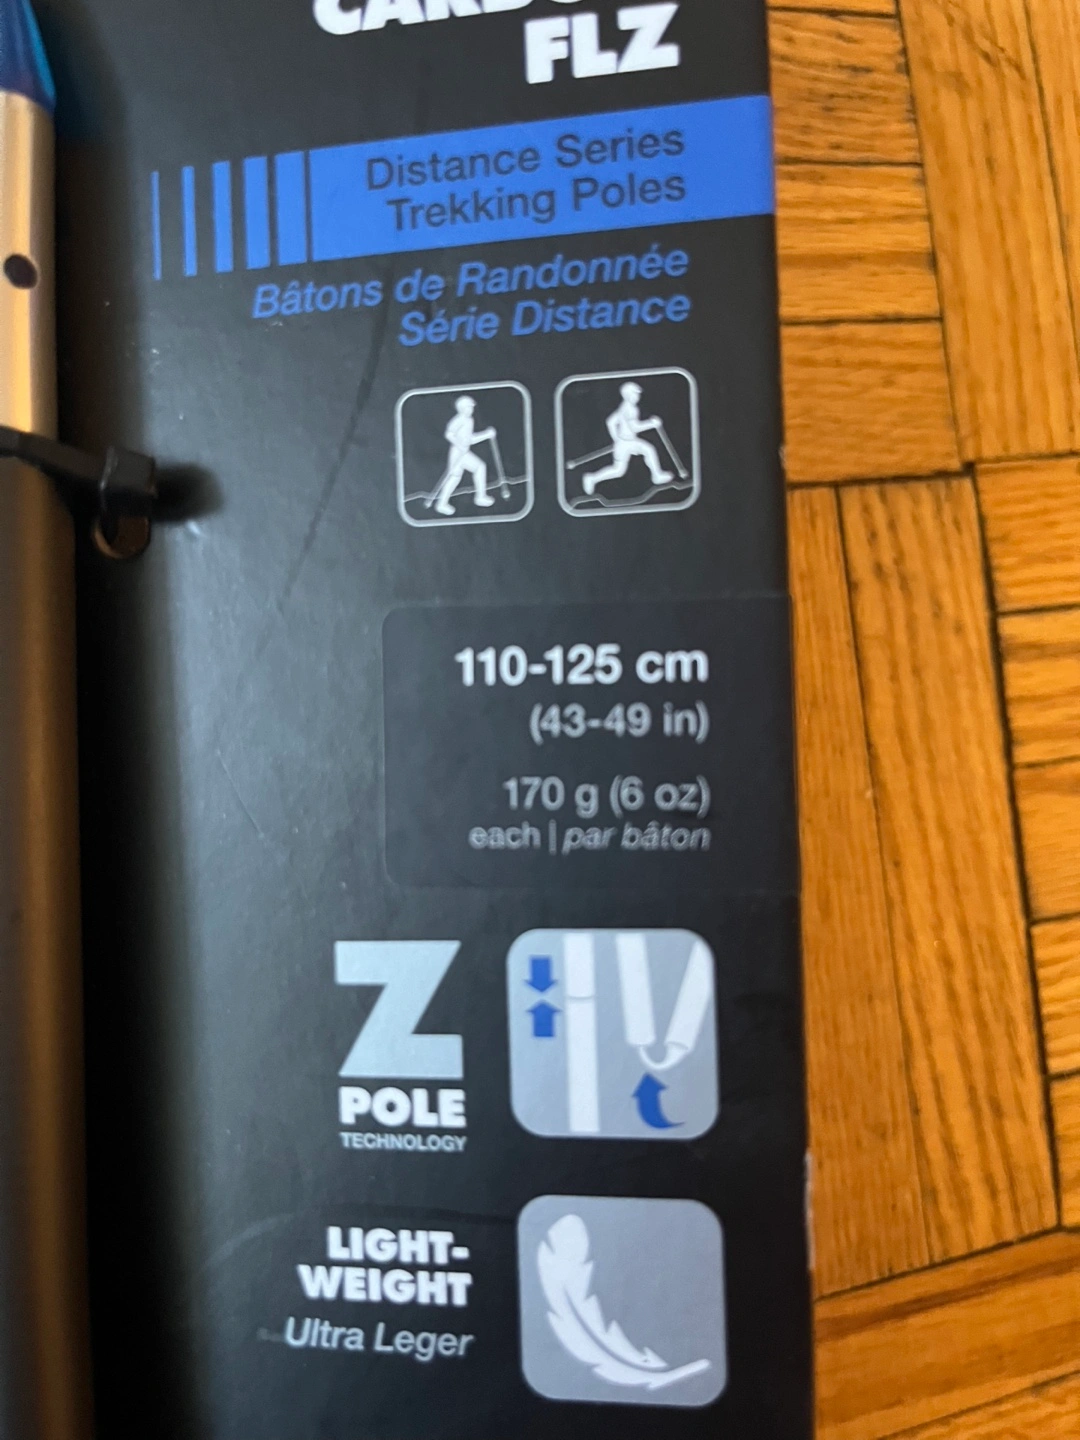 FLZ
Distance Series
Trekking Poles
Bâtons de Randonnée
Série Distance
110-125 cm
(43-49 in)
170 g (6 oz)
each | par bâton
Z
POLE
TECHNOLOGY
LIGHT-
WEIGHT
Ultra Leger